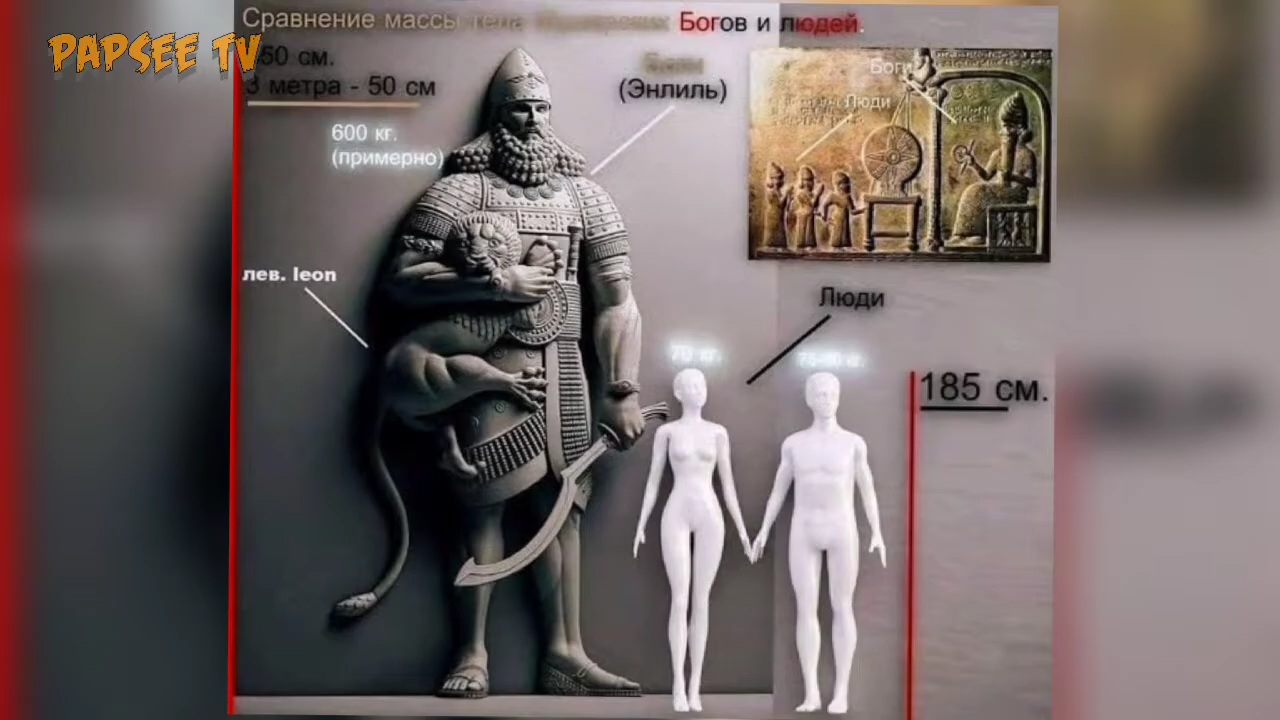 PAPSEE TV
Сравнение массы тела Богов и людей.
50 см.
3 метра - 50 см
600 кг.
(примерно)
(Энлиль)
Боги
Люди
лев. leon
Люди
70 кг.
185 см.